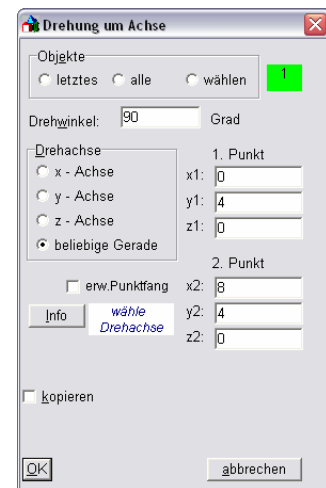 Drehung um Achse
Objekte
letztes alle wählen 1
Drehwinkel: 90 Grad
Drehachse
x - Achse
y - Achse
z - Achse
beliebige Gerade
1. Punkt
x1: 0
y1: 4
z1: 0
2. Punkt
x2: 8
y2: 4
z2: 0
erw.Punktfang
Info
wähle
Drehachse
kopieren
OK abbrechen